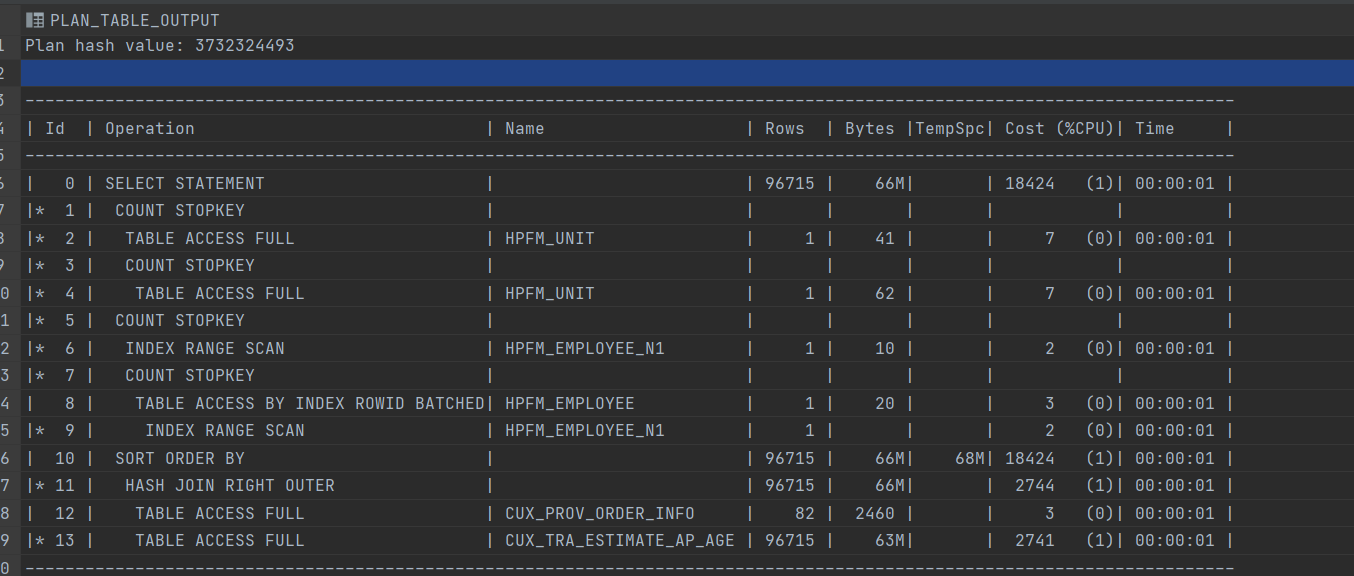 PLAN_TABLE_OUTPUT
1 Plan hash value: 3732324493
2
3 -------------------------------------------------------------------------------------------------------------------------
4 | Id  | Operation                             | Name                    | Rows  | Bytes |TempSpc| Cost (%CPU)| Time     |
5 -------------------------------------------------------------------------------------------------------------------------
6 |   0 | SELECT STATEMENT                      |                         | 96715 |    66M|       | 18424   (1)| 00:00:01 |
7 |*  1 |  COUNT STOPKEY                        |                         |       |       |       |            |          |
8 |*  2 |   TABLE ACCESS FULL                   | HPFM_UNIT               |     1 |    41 |       |     7   (0)| 00:00:01 |
9 |*  3 |   COUNT STOPKEY                       |                         |       |       |       |            |          |
0 |*  4 |    TABLE ACCESS FULL                  | HPFM_UNIT               |     1 |    62 |       |     7   (0)| 00:00:01 |
1 |*  5 |  COUNT STOPKEY                        |                         |       |       |       |            |          |
2 |*  6 |   INDEX RANGE SCAN                    | HPFM_EMPLOYEE_N1        |     1 |    10 |       |     2   (0)| 00:00:01 |
3 |*  7 |   COUNT STOPKEY                       |                         |       |       |       |            |          |
4 |   8 |    TABLE ACCESS BY INDEX ROWID BATCHED| HPFM_EMPLOYEE           |     1 |    20 |       |     3   (0)| 00:00:01 |
5 |*  9 |     INDEX RANGE SCAN                  | HPFM_EMPLOYEE_N1        |     1 |       |       |     2   (0)| 00:00:01 |
6 |  10 |  SORT ORDER BY                        |                         | 96715 |    66M|    68M| 18424   (1)| 00:00:01 |
7 |* 11 |   HASH JOIN RIGHT OUTER               |                         | 96715 |    66M|       |  2744   (1)| 00:00:01 |
8 |  12 |    TABLE ACCESS FULL                  | CUX_PROV_ORDER_INFO     |    82 |  2460 |       |     3   (0)| 00:00:01 |
9 |* 13 |    TABLE ACCESS FULL                  | CUX_TRA_ESTIMATE_AP_AGE | 96715 |    63M|       |  2741   (1)| 00:00:01 |
0 -------------------------------------------------------------------------------------------------------------------------